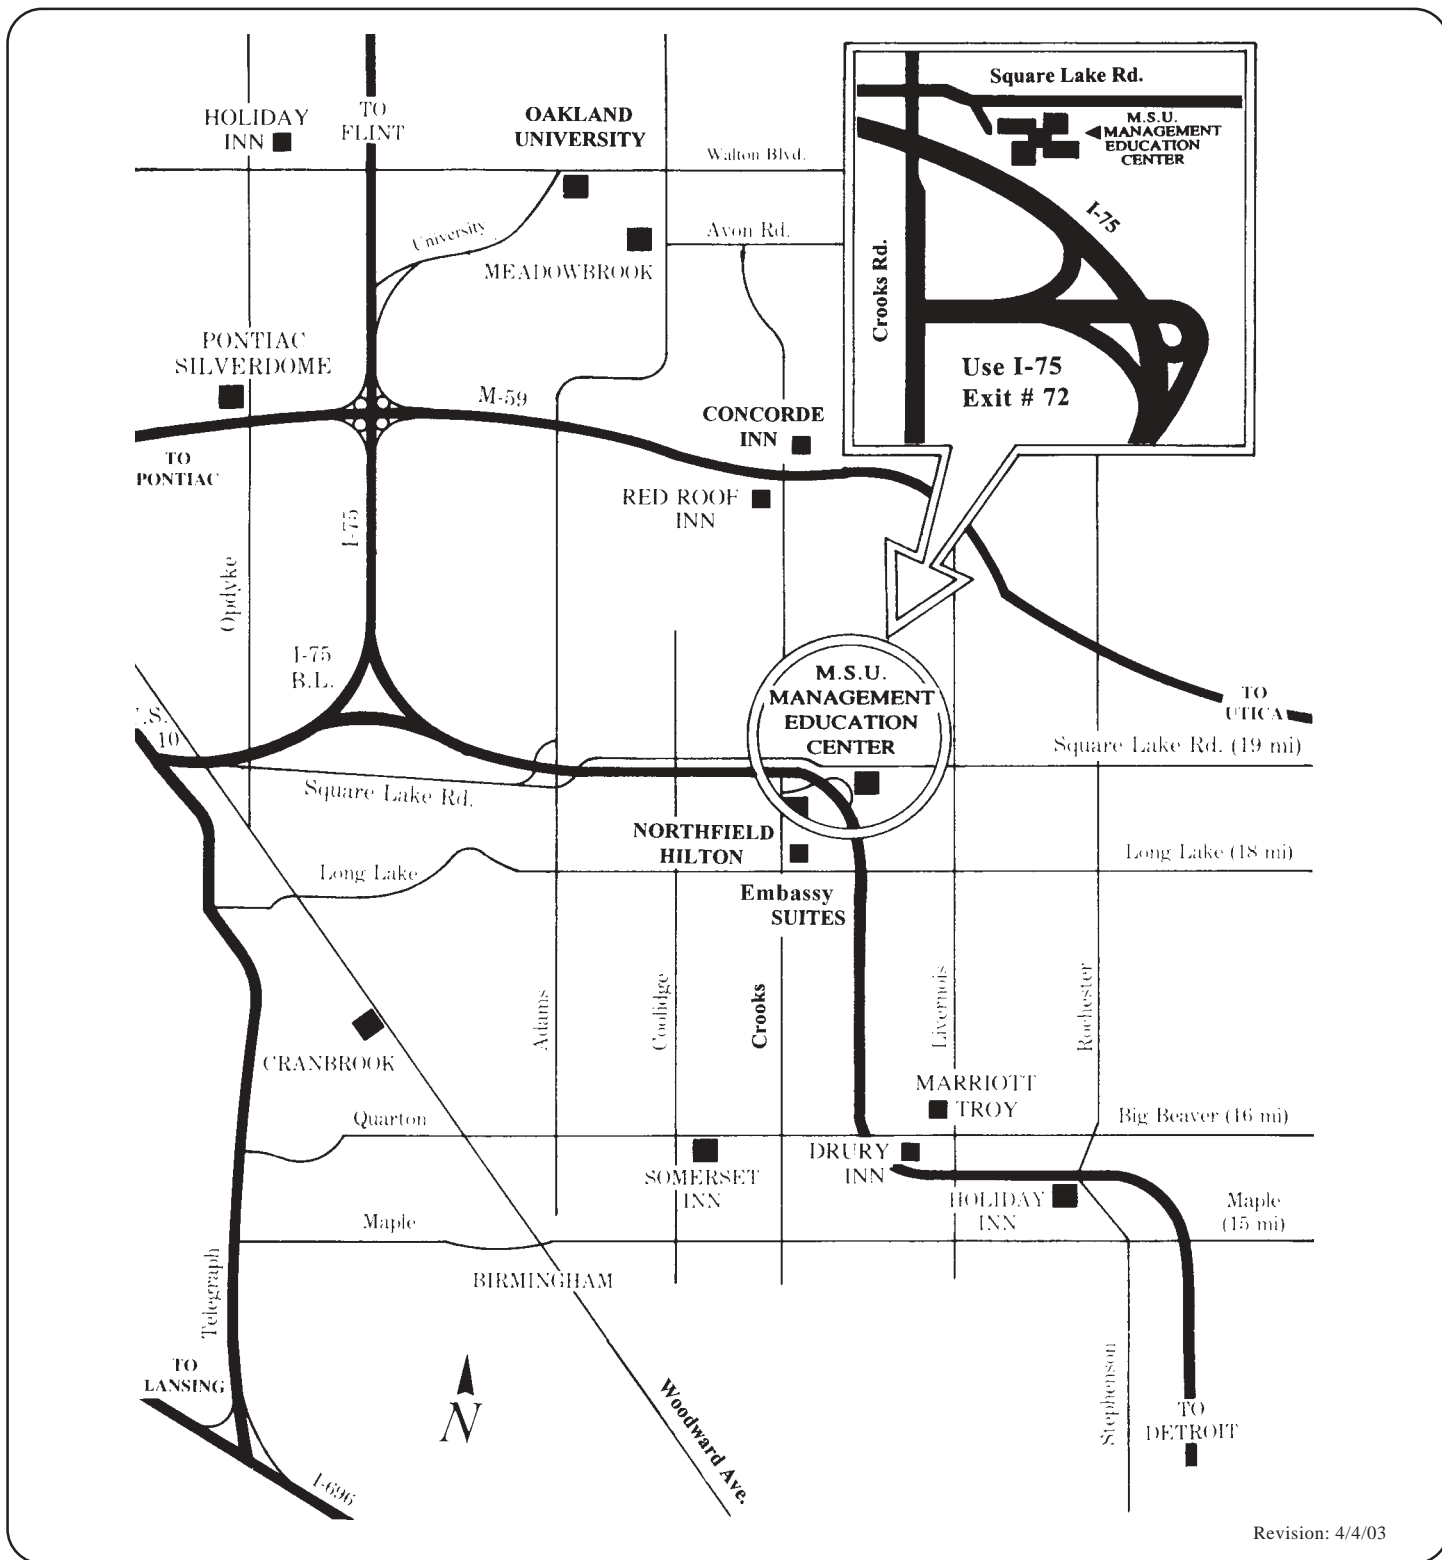 Square Lake Rd.
M.S.U.
MANAGEMENT
EDUCATION
CENTER
I-75
Crooks Rd.
Use I-75
Exit # 72
HOLIDAY
INN
TO
FLINT
OAKLAND
UNIVERSITY
Walton Blvd.
University
Avon Rd.
MEADOWBROOK
PONTIAC
SILVERDOME
M-59
CONCORDE
INN
TO
PONTIAC
RED ROOF
INN
I-75
Opdyke
I-75
B.L.
M.S.U.
MANAGEMENT
EDUCATION
CENTER
TO
UTICA
.S.
10
Square Lake Rd. (19 mi)
Square Lake Rd.
NORTHFIELD
HILTON
Long Lake (18 mi)
Long Lake
Embassy
SUITES
Adams
Coolidge
Crooks
Livernois
Rochester
CRANBROOK
MARRIOTT
TROY
Quarton
Big Beaver (16 mi)
DRURY
INN
SOMERSET
INN
HOLIDAY
INN
Maple
(15 mi)
Maple
BIRMINGHAM
Telegraph
TO
LANSING
N
Woodward Ave.
Stephenson
TO
DETROIT
I-696
Revision: 4/4/03